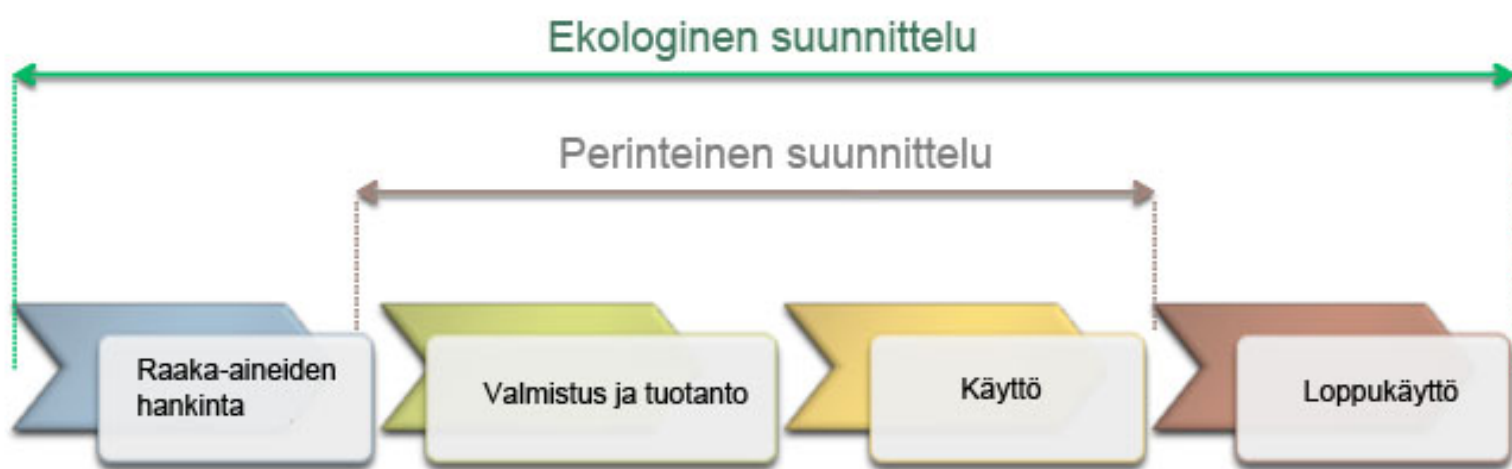 Ekologinen suunnittelu
Perinteinen suunnittelu
Raaka-aineiden
hankinta
Valmistus ja tuotanto
Käyttö
Loppukäyttö